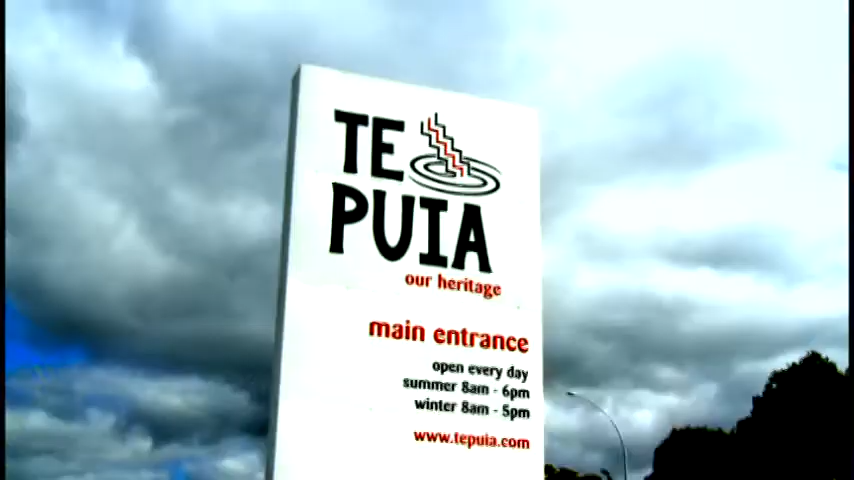 TE
PUIA
our heritage
main entrance
open every day
summer 8am - 6pm
winter 8am - 5pm
www.tepuia.com